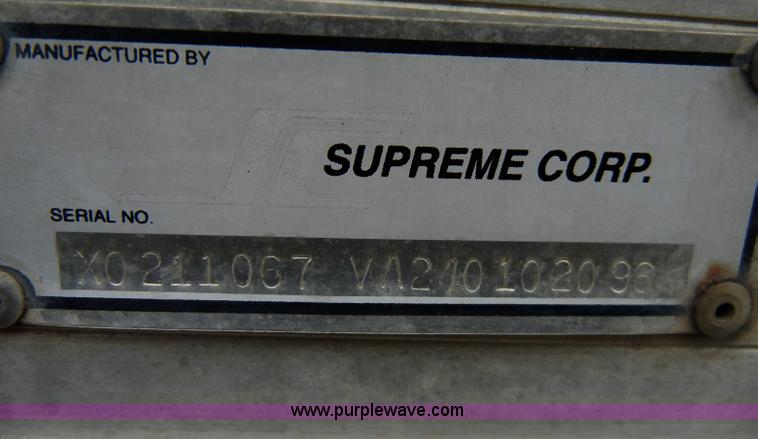 MANUFACTURED BY
SUPREME CORP.
SERIAL NO.
X0211067 VA240102096
www.purplewave.com